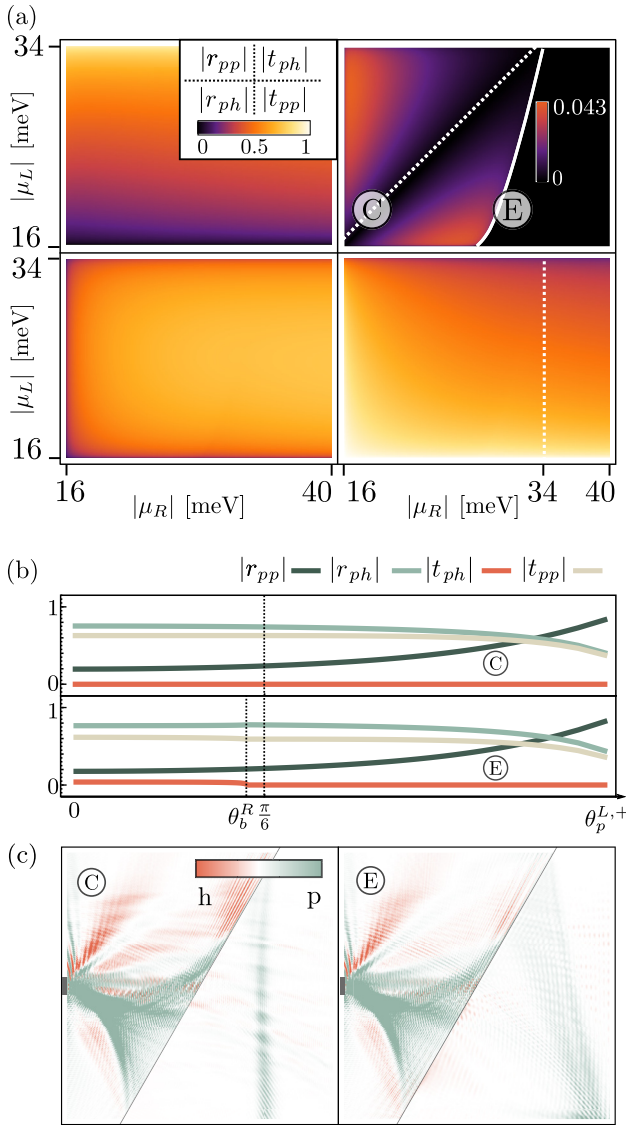 (a)
34
|μ_L| [meV]
16
|r_pp| |t_ph|
|r_ph| |t_pp|
0 0.5 1
0.043
0
C
E
34
|μ_L| [meV]
16
16 40
|μ_R| [meV]
16 34 40
|μ_R| [meV]
(b)
|r_pp| |r_ph| |t_ph| |t_pp|
1
0
C
1
0
E
0 θ_b^R π/6 θ_p^{L,+
(c)
C
h p
E